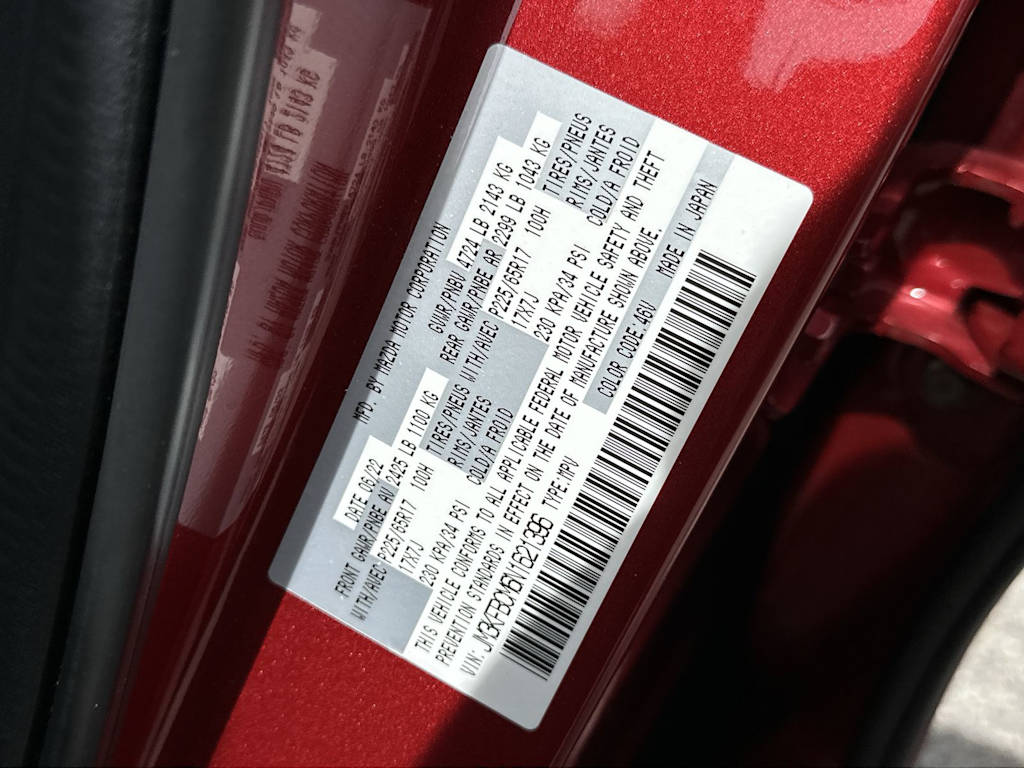 MFD. BY MAZDA MOTOR CORPORATION
DATE 06/22 GVWR/PNBV 4724 LB 2143 KG
FRONT GAWR/PNBE AV 2425 LB 1100 KG REAR GAWR/PNBE AR 2299 LB 1043 KG
WITH/AVEC P225/65R17 100H TIRES/PNEUS WITH/AVEC P225/65R17 100H TIRES/PNEUS
17X7J RIMS/JANTES 17X7J RIMS/JANTES
230 KPA/34 PSI COLD/A FROID 230 KPA/34 PSI COLD/A FROID
THIS VEHICLE CONFORMS TO ALL APPLICABLE FEDERAL MOTOR VEHICLE SAFETY AND THEFT
PREVENTION STANDARDS IN EFFECT ON THE DATE OF MANUFACTURE SHOWN ABOVE.
VIN: JM3KFBCM6N1621396 TYPE:MPV COLOR CODE:46V MADE IN JAPAN